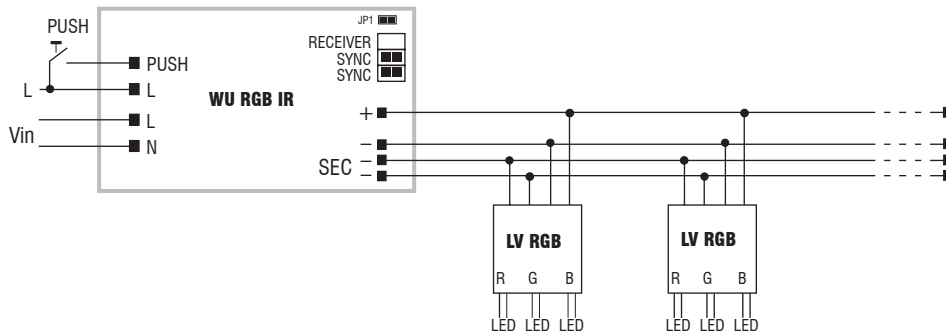 JP1
PUSH
RECEIVER
SYNC
SYNC
PUSH
L
L
WU RGB IR
Vin
L
N
+
–
–
–
SEC
LV RGB
R G B
LED LED LED
LV RGB
R G B
LED LED LED